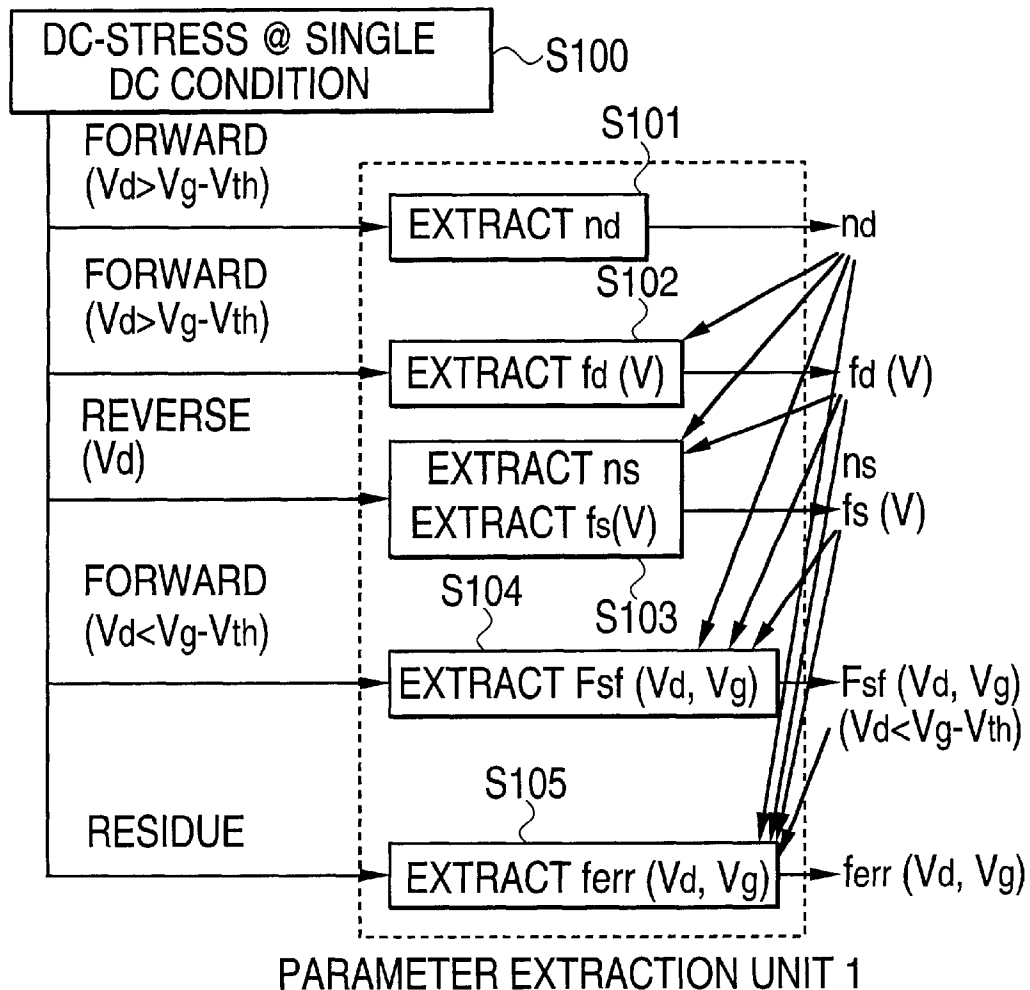 DC-STRESS @ SINGLE
DC CONDITION
S100
FORWARD
(Vd>Vg-Vth)
S101
EXTRACT nd
nd
FORWARD
(Vd>Vg-Vth)
S102
EXTRACT fd (V)
fd (V)
REVERSE
(Vd)
EXTRACT ns
EXTRACT fs(V)
ns
fs (V)
S103
FORWARD
(Vd<Vg-Vth)
S104
EXTRACT Fsf (Vd, Vg)
Fsf (Vd, Vg)
(Vd<Vg-Vth)
S105
RESIDUE
EXTRACT ferr (Vd, Vg)
ferr (Vd, Vg)
PARAMETER EXTRACTION UNIT 1